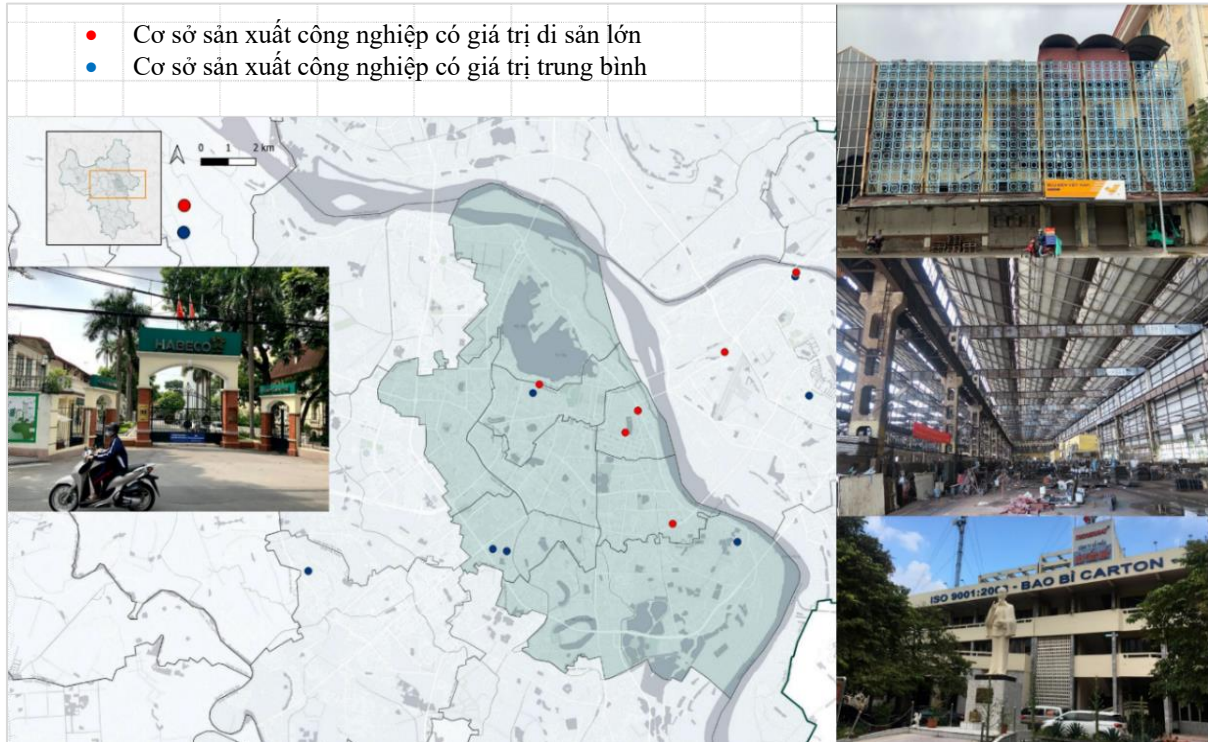 Cơ sở sản xuất công nghiệp có giá trị di sản lớn
Cơ sở sản xuất công nghiệp có giá trị trung bình
0 1 2 km
HABECO
ISO 9001:200 - BAO BÌ CARTON